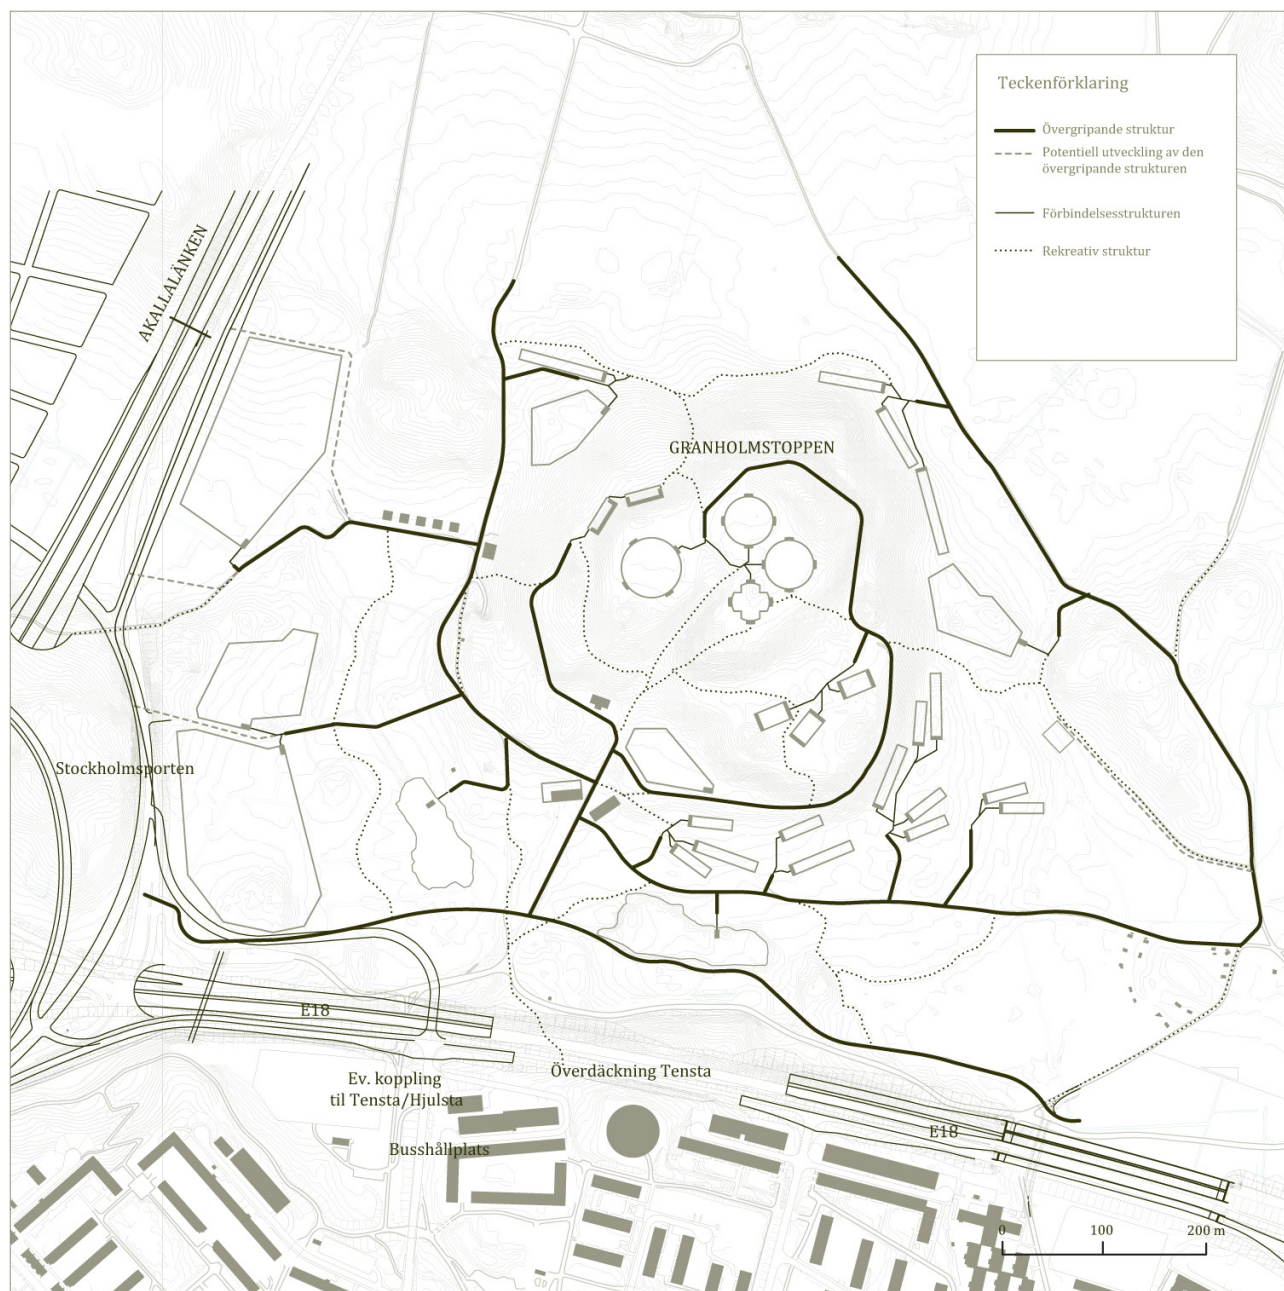 Teckenförklaring
Övergripande struktur
Potentiell utveckling av den
övergripande strukturen
Förbindelsesstrukturen
Rekreativ struktur
AKALLALÄNKEN
GRANHOLMSTOPPEN
Stockholmsporten
E18
Överdäckning Tensta
Ev. koppling
til Tensta/Hjulsta
E18
Busshållplats
0 100 200 m